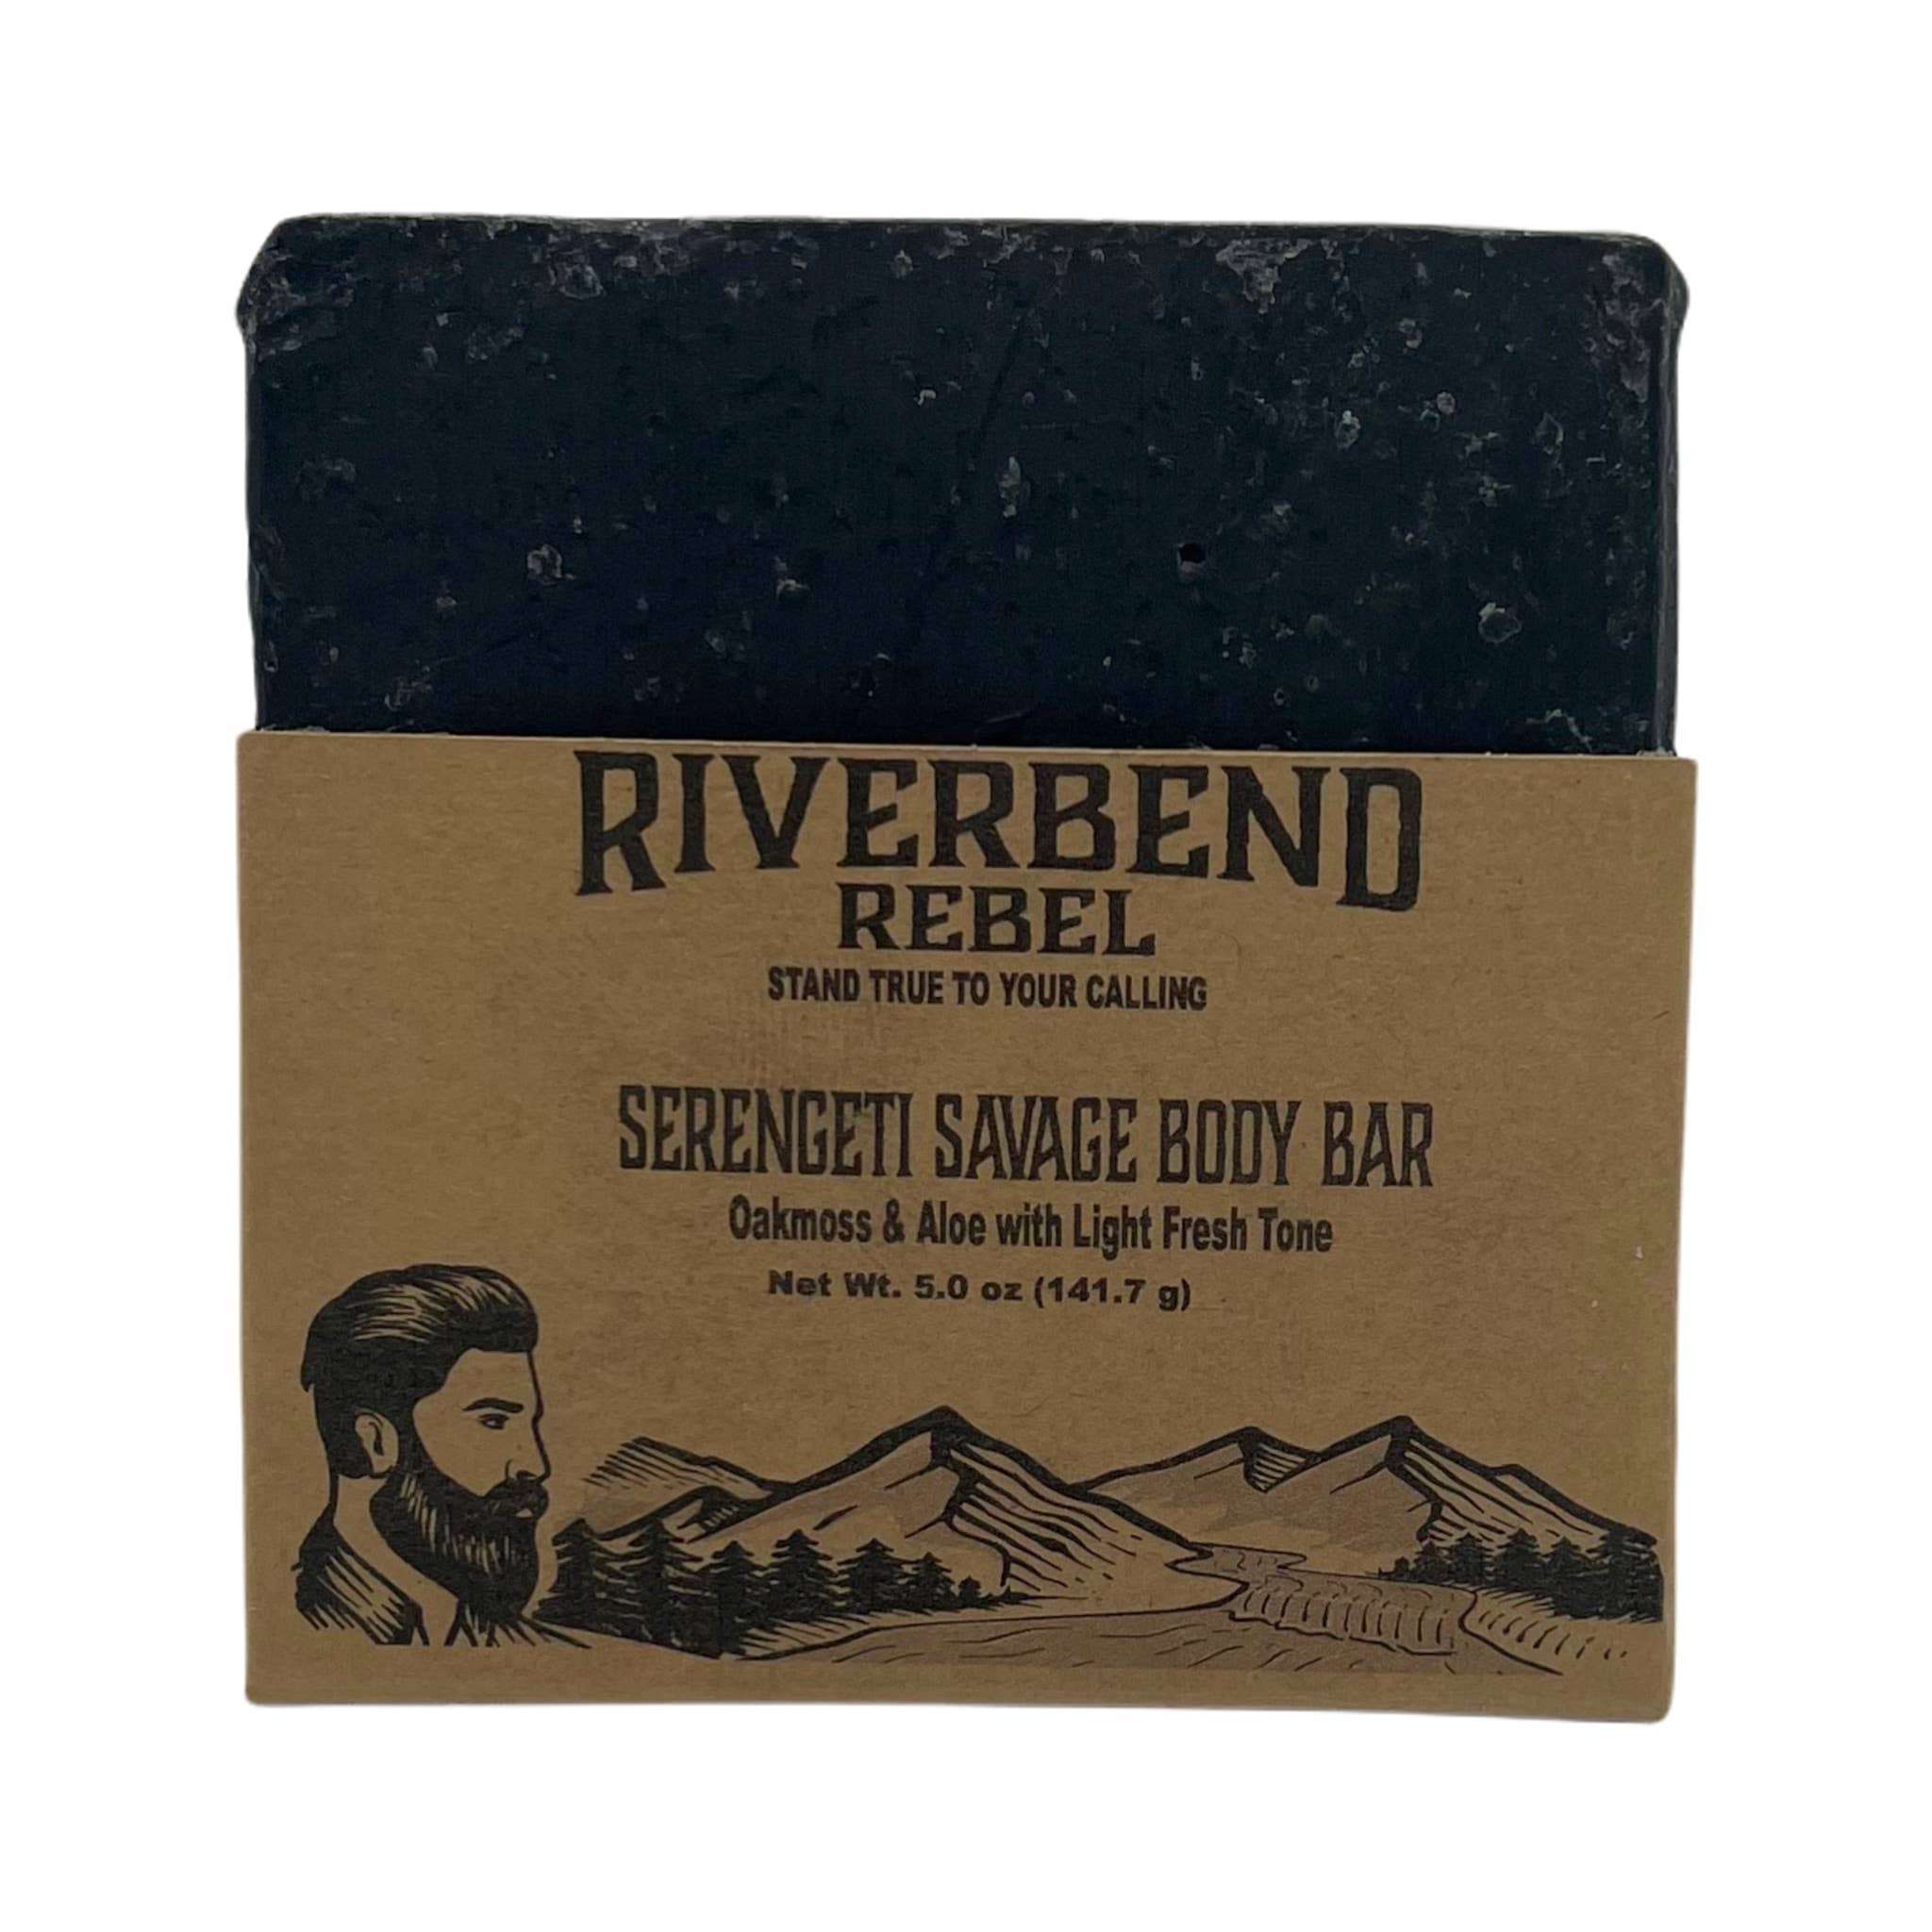 RIVERBEND
REBEL
STAND TRUE TO YOUR CALLING
SERENGETI SAVAGE BODY BAR
Oakmoss & Aloe with Light Fresh Tone
Net Wt. 5.0 oz (141.7 g)